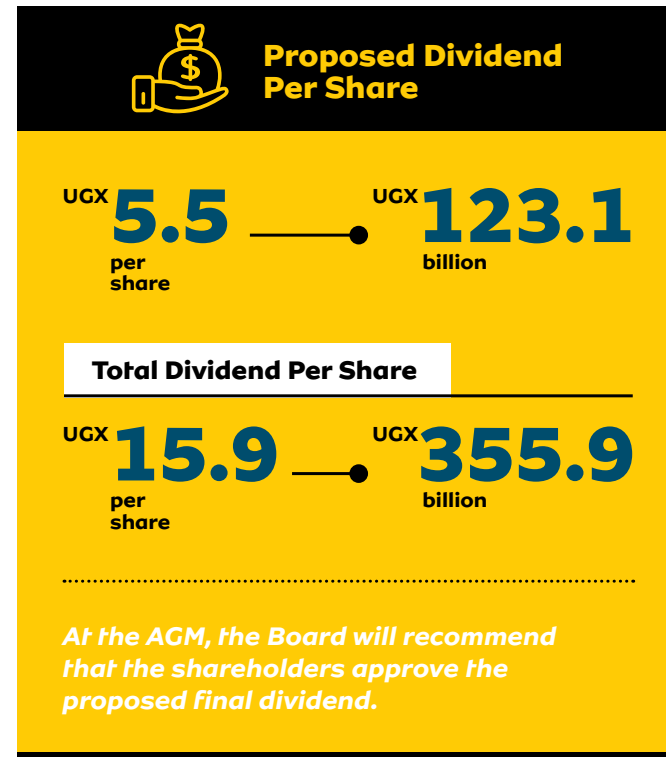 $
Proposed Dividend
Per Share
UGX 5.5 UGX 123.1
per billion
share
Total Dividend Per Share
UGX 15.9 UGX 355.9
per billion
share
At the AGM, the Board will recommend
that the shareholders approve the
proposed final dividend.